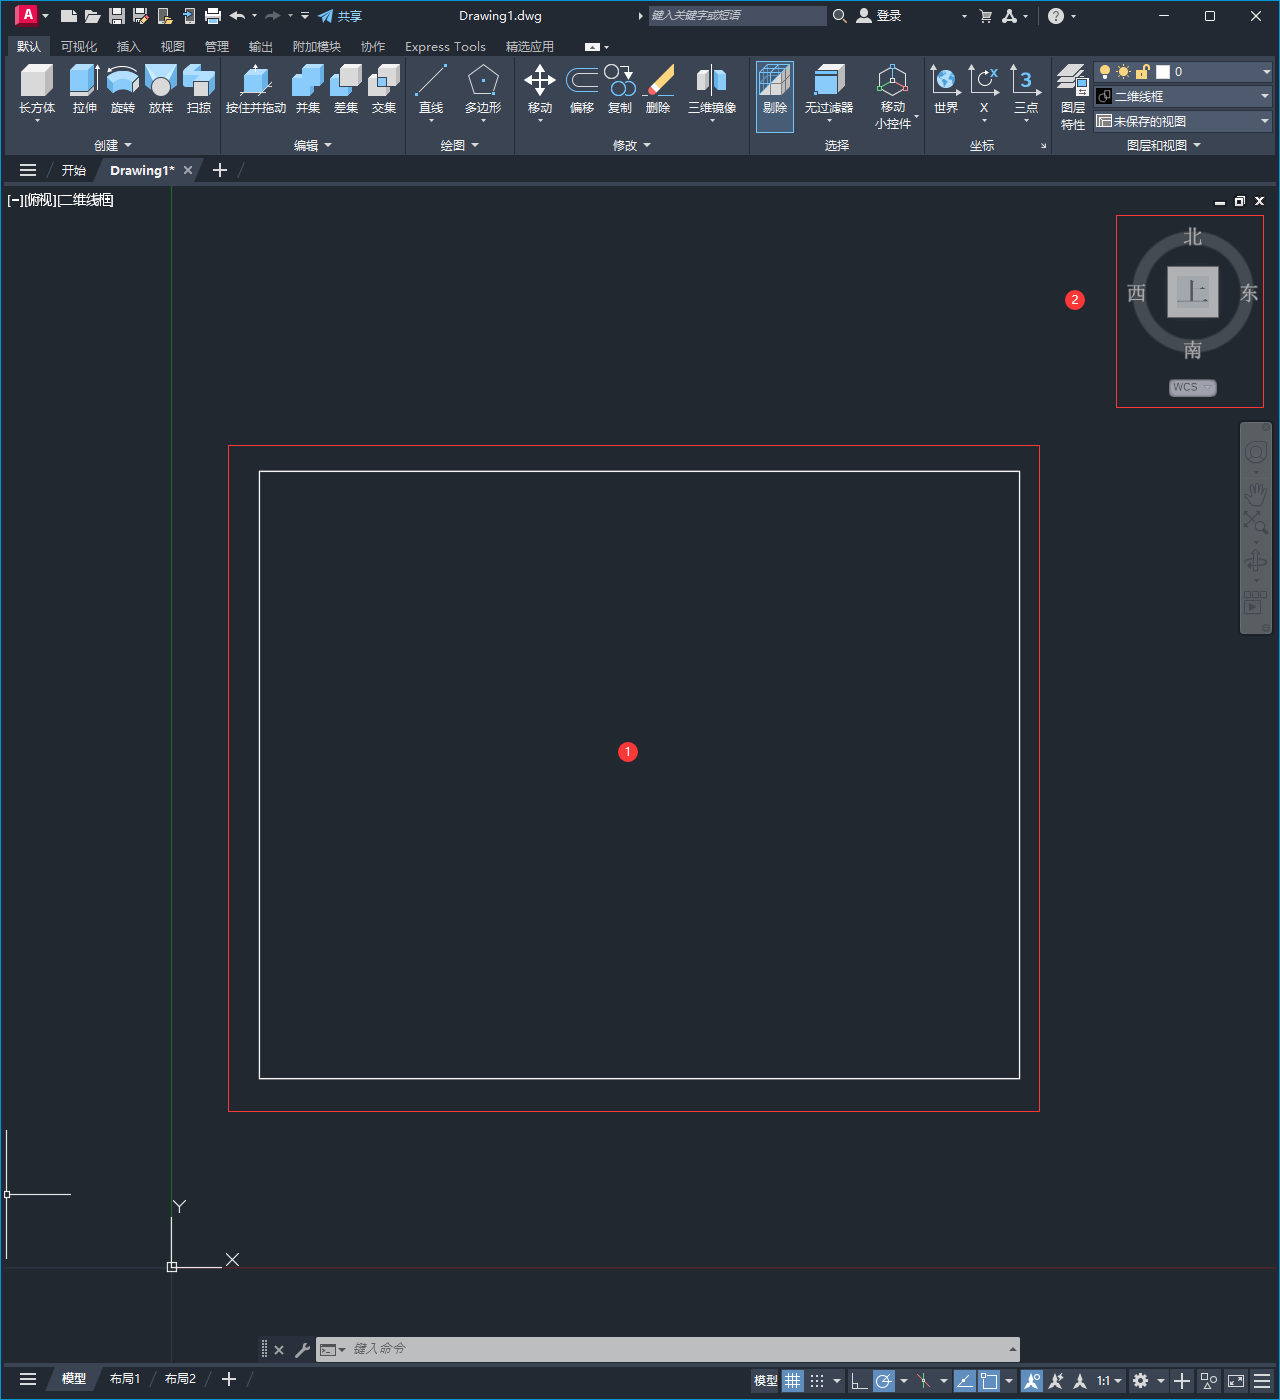 A 共享 Drawing1.dwg 键入关键字或短语 登录 ?
默认 可视化 插入 视图 管理 输出 附加模块 协作 Express Tools 精选应用
长方体 拉伸 旋转 放样 扫掠 按住并拖动 并集 差集 交集 直线 多边形 移动 偏移 复制 删除 三维镜像 剔除 无过滤器 移动 小控件 世界 X 三点 图层 特性
0
二维线框
未保存的视图
创建 编辑 绘图 修改 选择 坐标 图层和视图
开始 Drawing1* +
[−][俯视][二维线框]
北
西 上 东
南
WCS
2
1
Y
X
键入命令
模型 布局1 布局2 + 模型 1:1